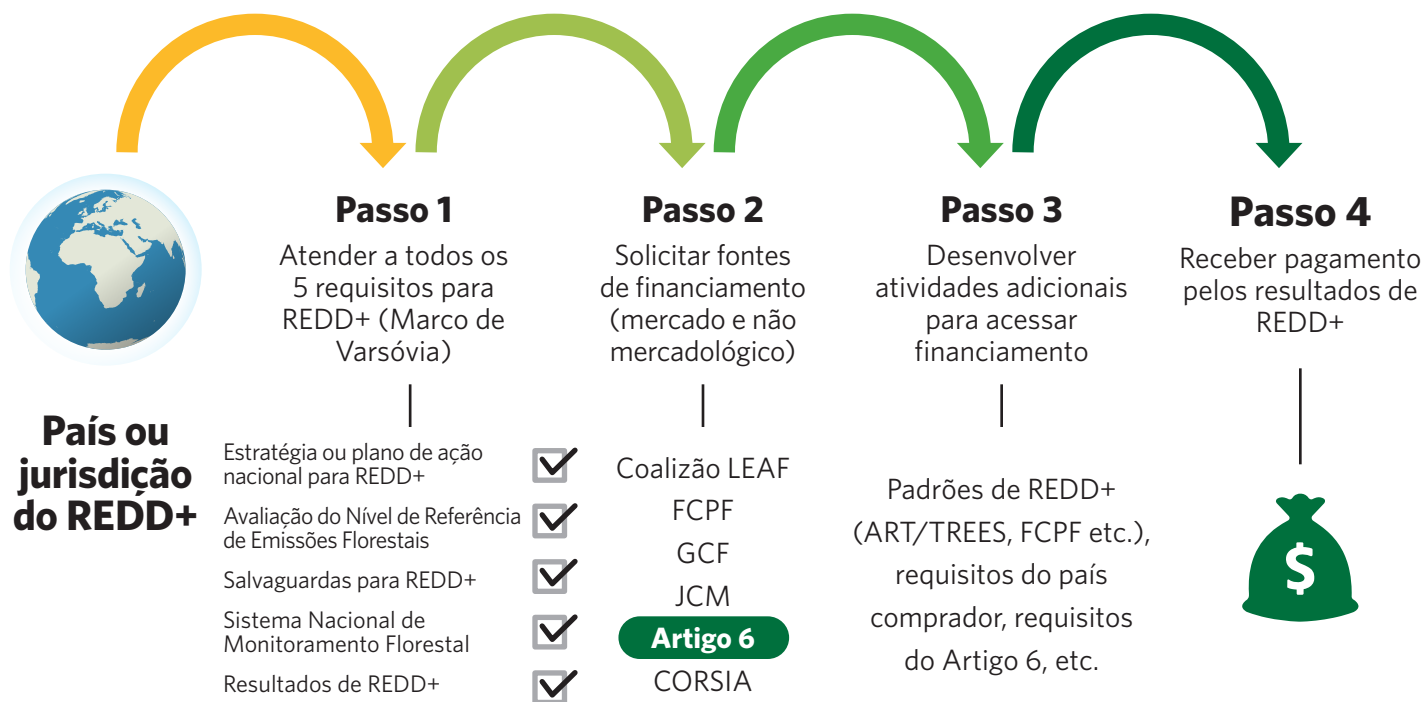 País ou
jurisdição
do REDD+
Passo 1
Atender a todos os
5 requisitos para
REDD+ (Marco de
Varsóvia)
Estratégia ou plano de ação
nacional para REDD+
Avaliação do Nível de Referência
de Emissões Florestais
Salvaguardas para REDD+
Sistema Nacional de
Monitoramento Florestal
Resultados de REDD+
Passo 2
Solicitar fontes
de financiamento
(mercado e não
mercadológico)
Coalizão LEAF
FCPF
GCF
JCM
Artigo 6
CORSIA
Passo 3
Desenvolver
atividades adicionais
para acessar
financiamento
Padrões de REDD+
(ART/TREES, FCPF etc.),
requisitos do país
comprador, requisitos
do Artigo 6, etc.
Passo 4
Receber pagamento
pelos resultados de
REDD+
$